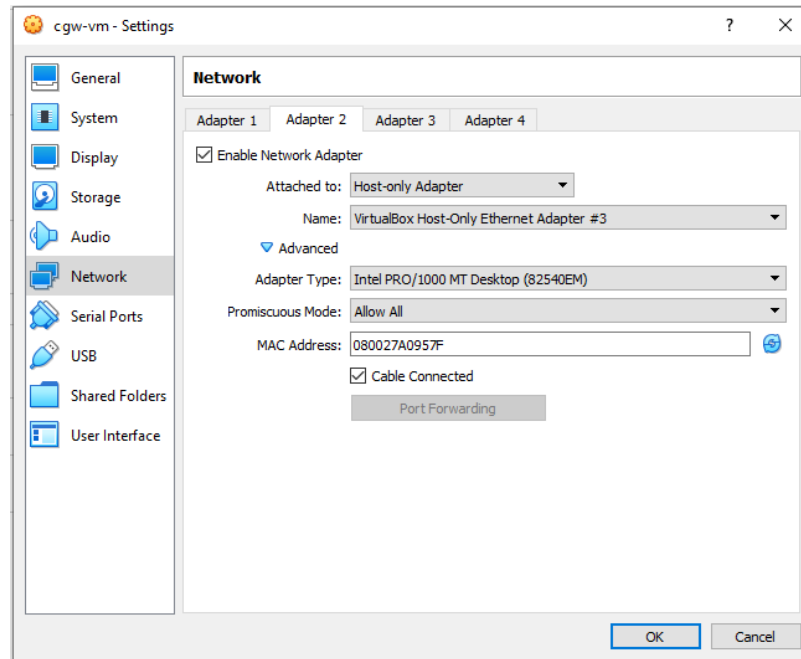 cgw-vm - Settings ? ×
General
System
Display
Storage
Audio
Network
Serial Ports
USB
Shared Folders
User Interface
Network
Adapter 1 Adapter 2 Adapter 3 Adapter 4
Enable Network Adapter
Attached to: Host-only Adapter
Name: VirtualBox Host-Only Ethernet Adapter #3
Advanced
Adapter Type: Intel PRO/1000 MT Desktop (82540EM)
Promiscuous Mode: Allow All
MAC Address: 080027A0957F
Cable Connected
Port Forwarding
OK Cancel